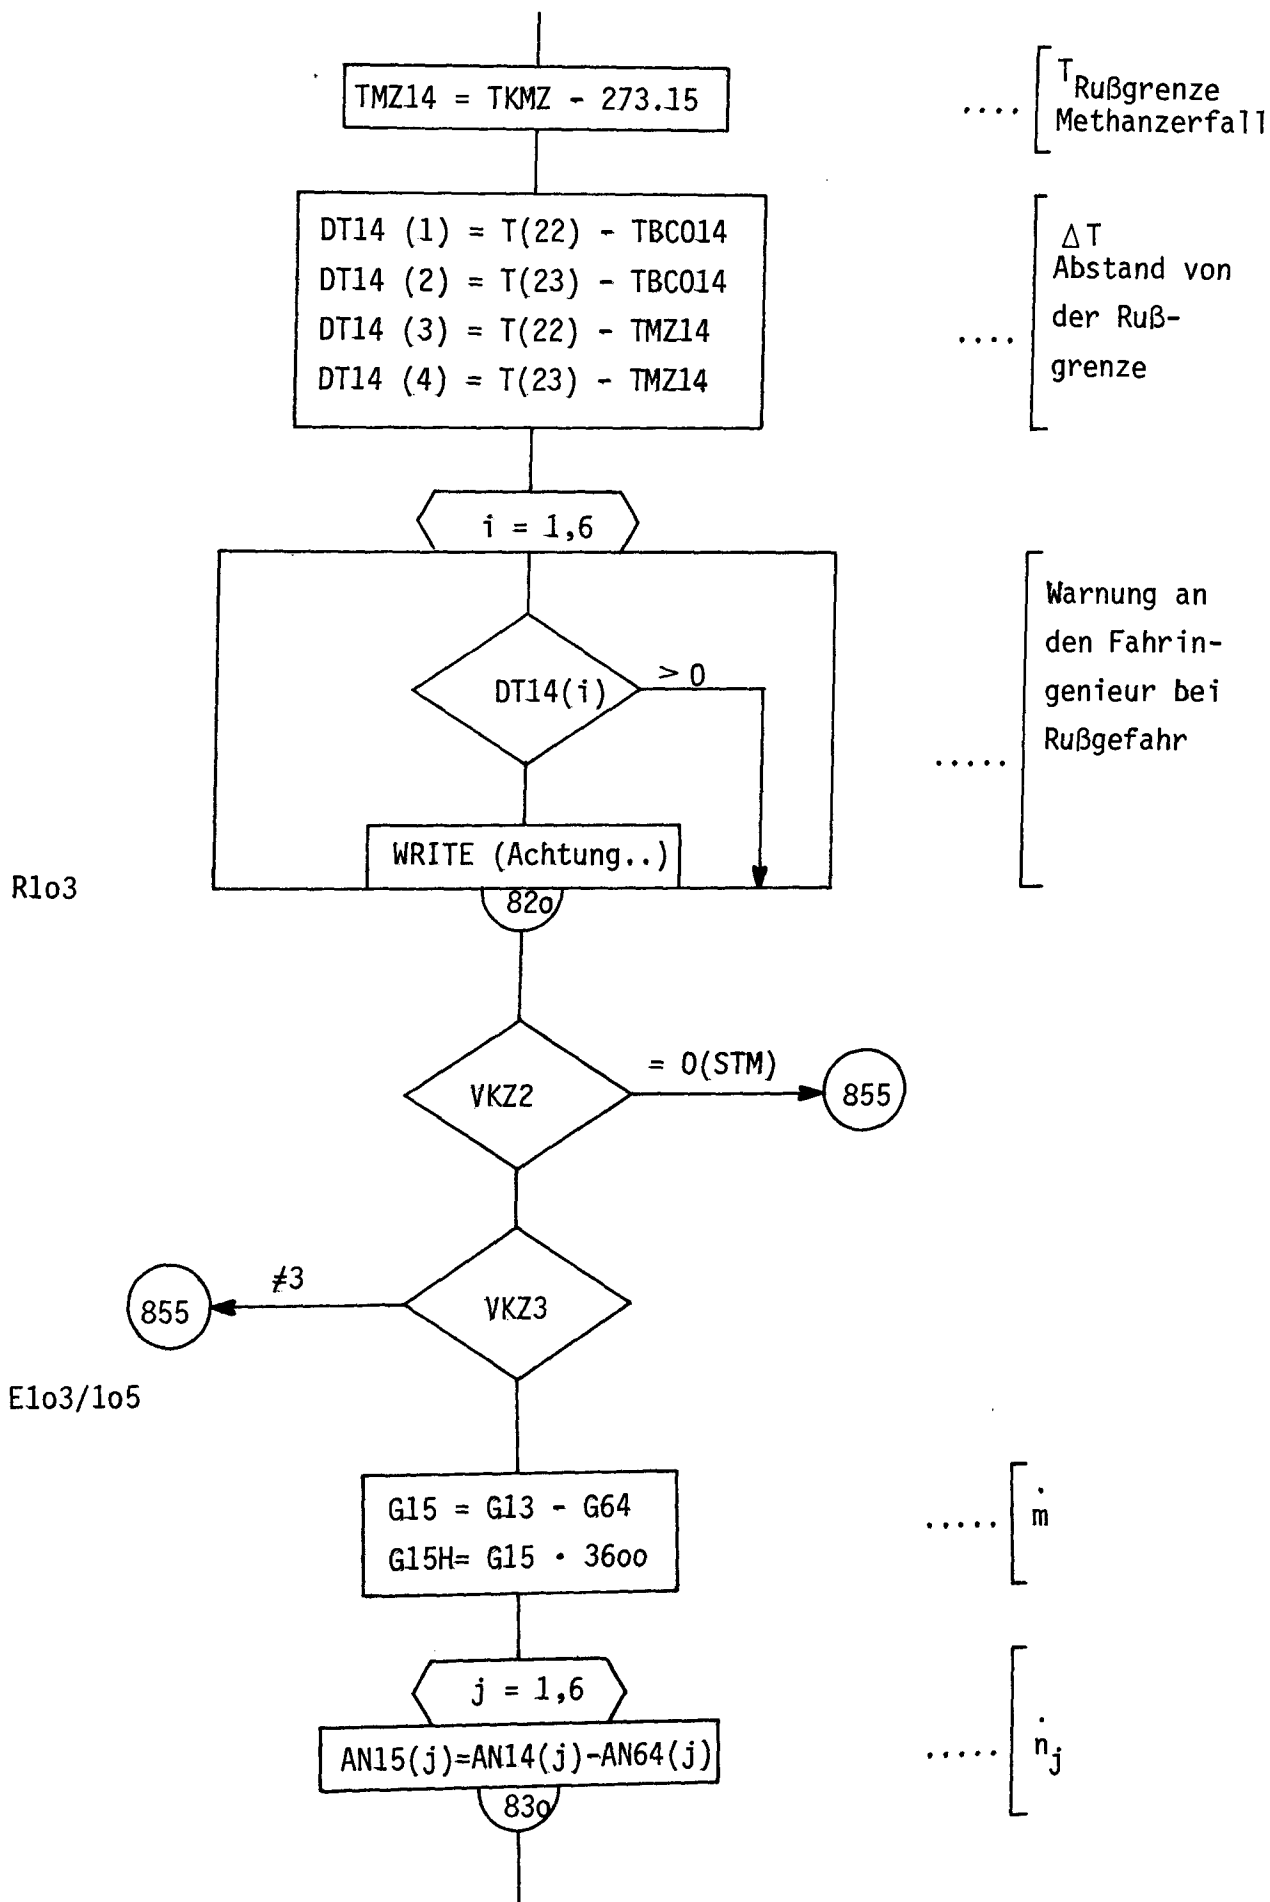 TMZ14 = TKMZ - 273.15
.... T Rußgrenze
Methanzerfall
DT14 (1) = T(22) - TBCO14
DT14 (2) = T(23) - TBCO14
DT14 (3) = T(22) - TMZ14
DT14 (4) = T(23) - TMZ14
ΔT
Abstand von
der Ruß-
....
grenze
i = 1,6
Warnung an
den Fahrin-
genieur bei
Rußgefahr
.....
DT14(i)
> 0
WRITE (Achtung..)
R1o3
82o
VKZ2
= 0(STM)
855
VKZ3
≠3
855
E1o3/1o5
G15 = G13 - G64
G15H= G15 · 36oo
..... ṁ
j = 1,6
AN15(j)=AN14(j)-AN64(j)
..... ṅj
83o